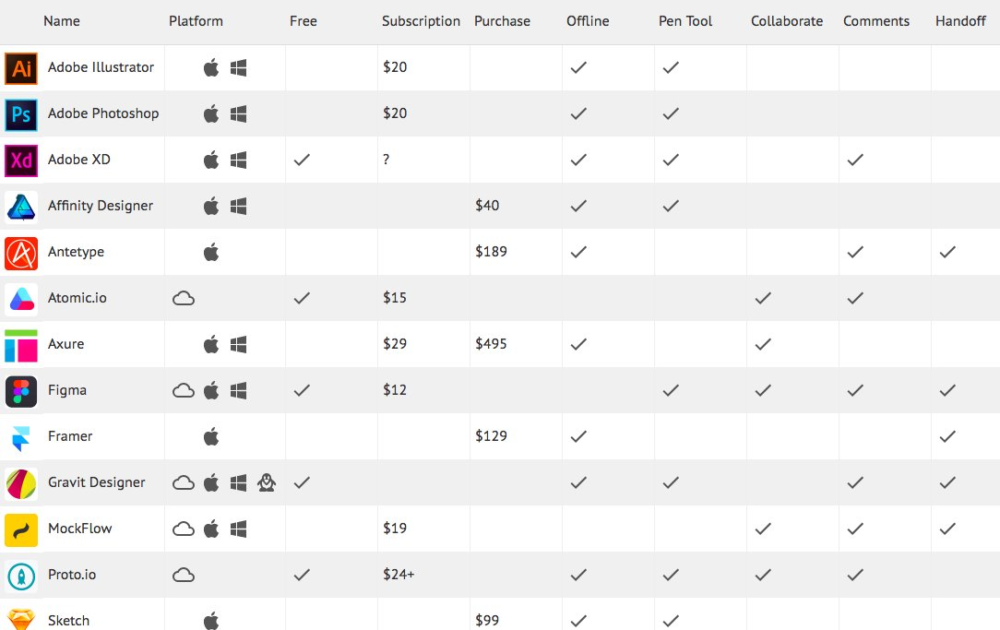 Name Platform Free Subscription Purchase Offline Pen Tool Collaborate Comments Handoff
Ai Adobe Illustrator $20
Ps Adobe Photoshop $20
Xd Adobe XD ?
Affinity Designer $40
Antetype $189
Atomic.io $15
Axure $29 $495
Figma $12
Framer $129
Gravit Designer
MockFlow $19
Proto.io $24+
Sketch $99